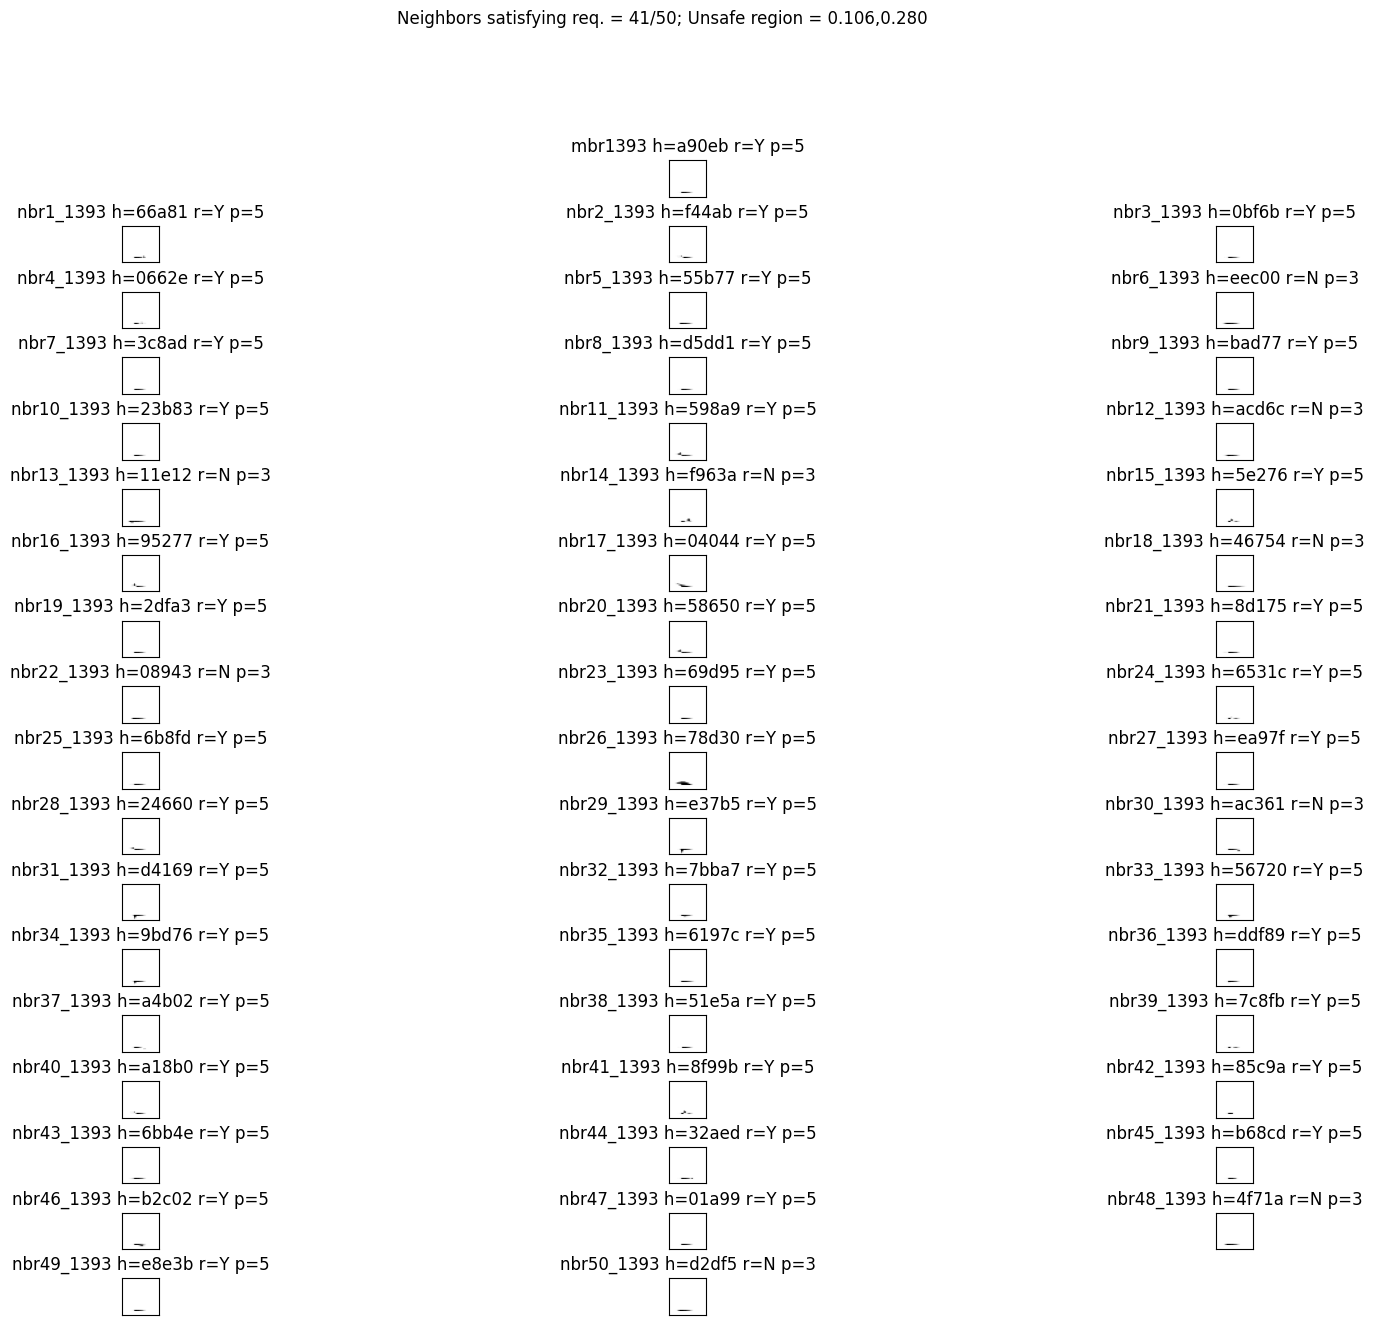 Neighbors satisfying req. = 41/50; Unsafe region = 0.106,0.280
mbr1393 h=a90eb r=Y p=5
nbr1_1393 h=66a81 r=Y p=5
nbr2_1393 h=f44ab r=Y p=5
nbr3_1393 h=0bf6b r=Y p=5
nbr4_1393 h=0662e r=Y p=5
nbr5_1393 h=55b77 r=Y p=5
nbr6_1393 h=eec00 r=N p=3
nbr7_1393 h=3c8ad r=Y p=5
nbr8_1393 h=d5dd1 r=Y p=5
nbr9_1393 h=bad77 r=Y p=5
nbr10_1393 h=23b83 r=Y p=5
nbr11_1393 h=598a9 r=Y p=5
nbr12_1393 h=acd6c r=N p=3
nbr13_1393 h=11e12 r=N p=3
nbr14_1393 h=f963a r=N p=3
nbr15_1393 h=5e276 r=Y p=5
nbr16_1393 h=95277 r=Y p=5
nbr17_1393 h=04044 r=Y p=5
nbr18_1393 h=46754 r=N p=3
nbr19_1393 h=2dfa3 r=Y p=5
nbr20_1393 h=58650 r=Y p=5
nbr21_1393 h=8d175 r=Y p=5
nbr22_1393 h=08943 r=N p=3
nbr23_1393 h=69d95 r=Y p=5
nbr24_1393 h=6531c r=Y p=5
nbr25_1393 h=6b8fd r=Y p=5
nbr26_1393 h=78d30 r=Y p=5
nbr27_1393 h=ea97f r=Y p=5
nbr28_1393 h=24660 r=Y p=5
nbr29_1393 h=e37b5 r=Y p=5
nbr30_1393 h=ac361 r=N p=3
nbr31_1393 h=d4169 r=Y p=5
nbr32_1393 h=7bba7 r=Y p=5
nbr33_1393 h=56720 r=Y p=5
nbr34_1393 h=9bd76 r=Y p=5
nbr35_1393 h=6197c r=Y p=5
nbr36_1393 h=ddf89 r=Y p=5
nbr37_1393 h=a4b02 r=Y p=5
nbr38_1393 h=51e5a r=Y p=5
nbr39_1393 h=7c8fb r=Y p=5
nbr40_1393 h=a18b0 r=Y p=5
nbr41_1393 h=8f99b r=Y p=5
nbr42_1393 h=85c9a r=Y p=5
nbr43_1393 h=6bb4e r=Y p=5
nbr44_1393 h=32aed r=Y p=5
nbr45_1393 h=b68cd r=Y p=5
nbr46_1393 h=b2c02 r=Y p=5
nbr47_1393 h=01a99 r=Y p=5
nbr48_1393 h=4f71a r=N p=3
nbr49_1393 h=e8e3b r=Y p=5
nbr50_1393 h=d2df5 r=N p=3